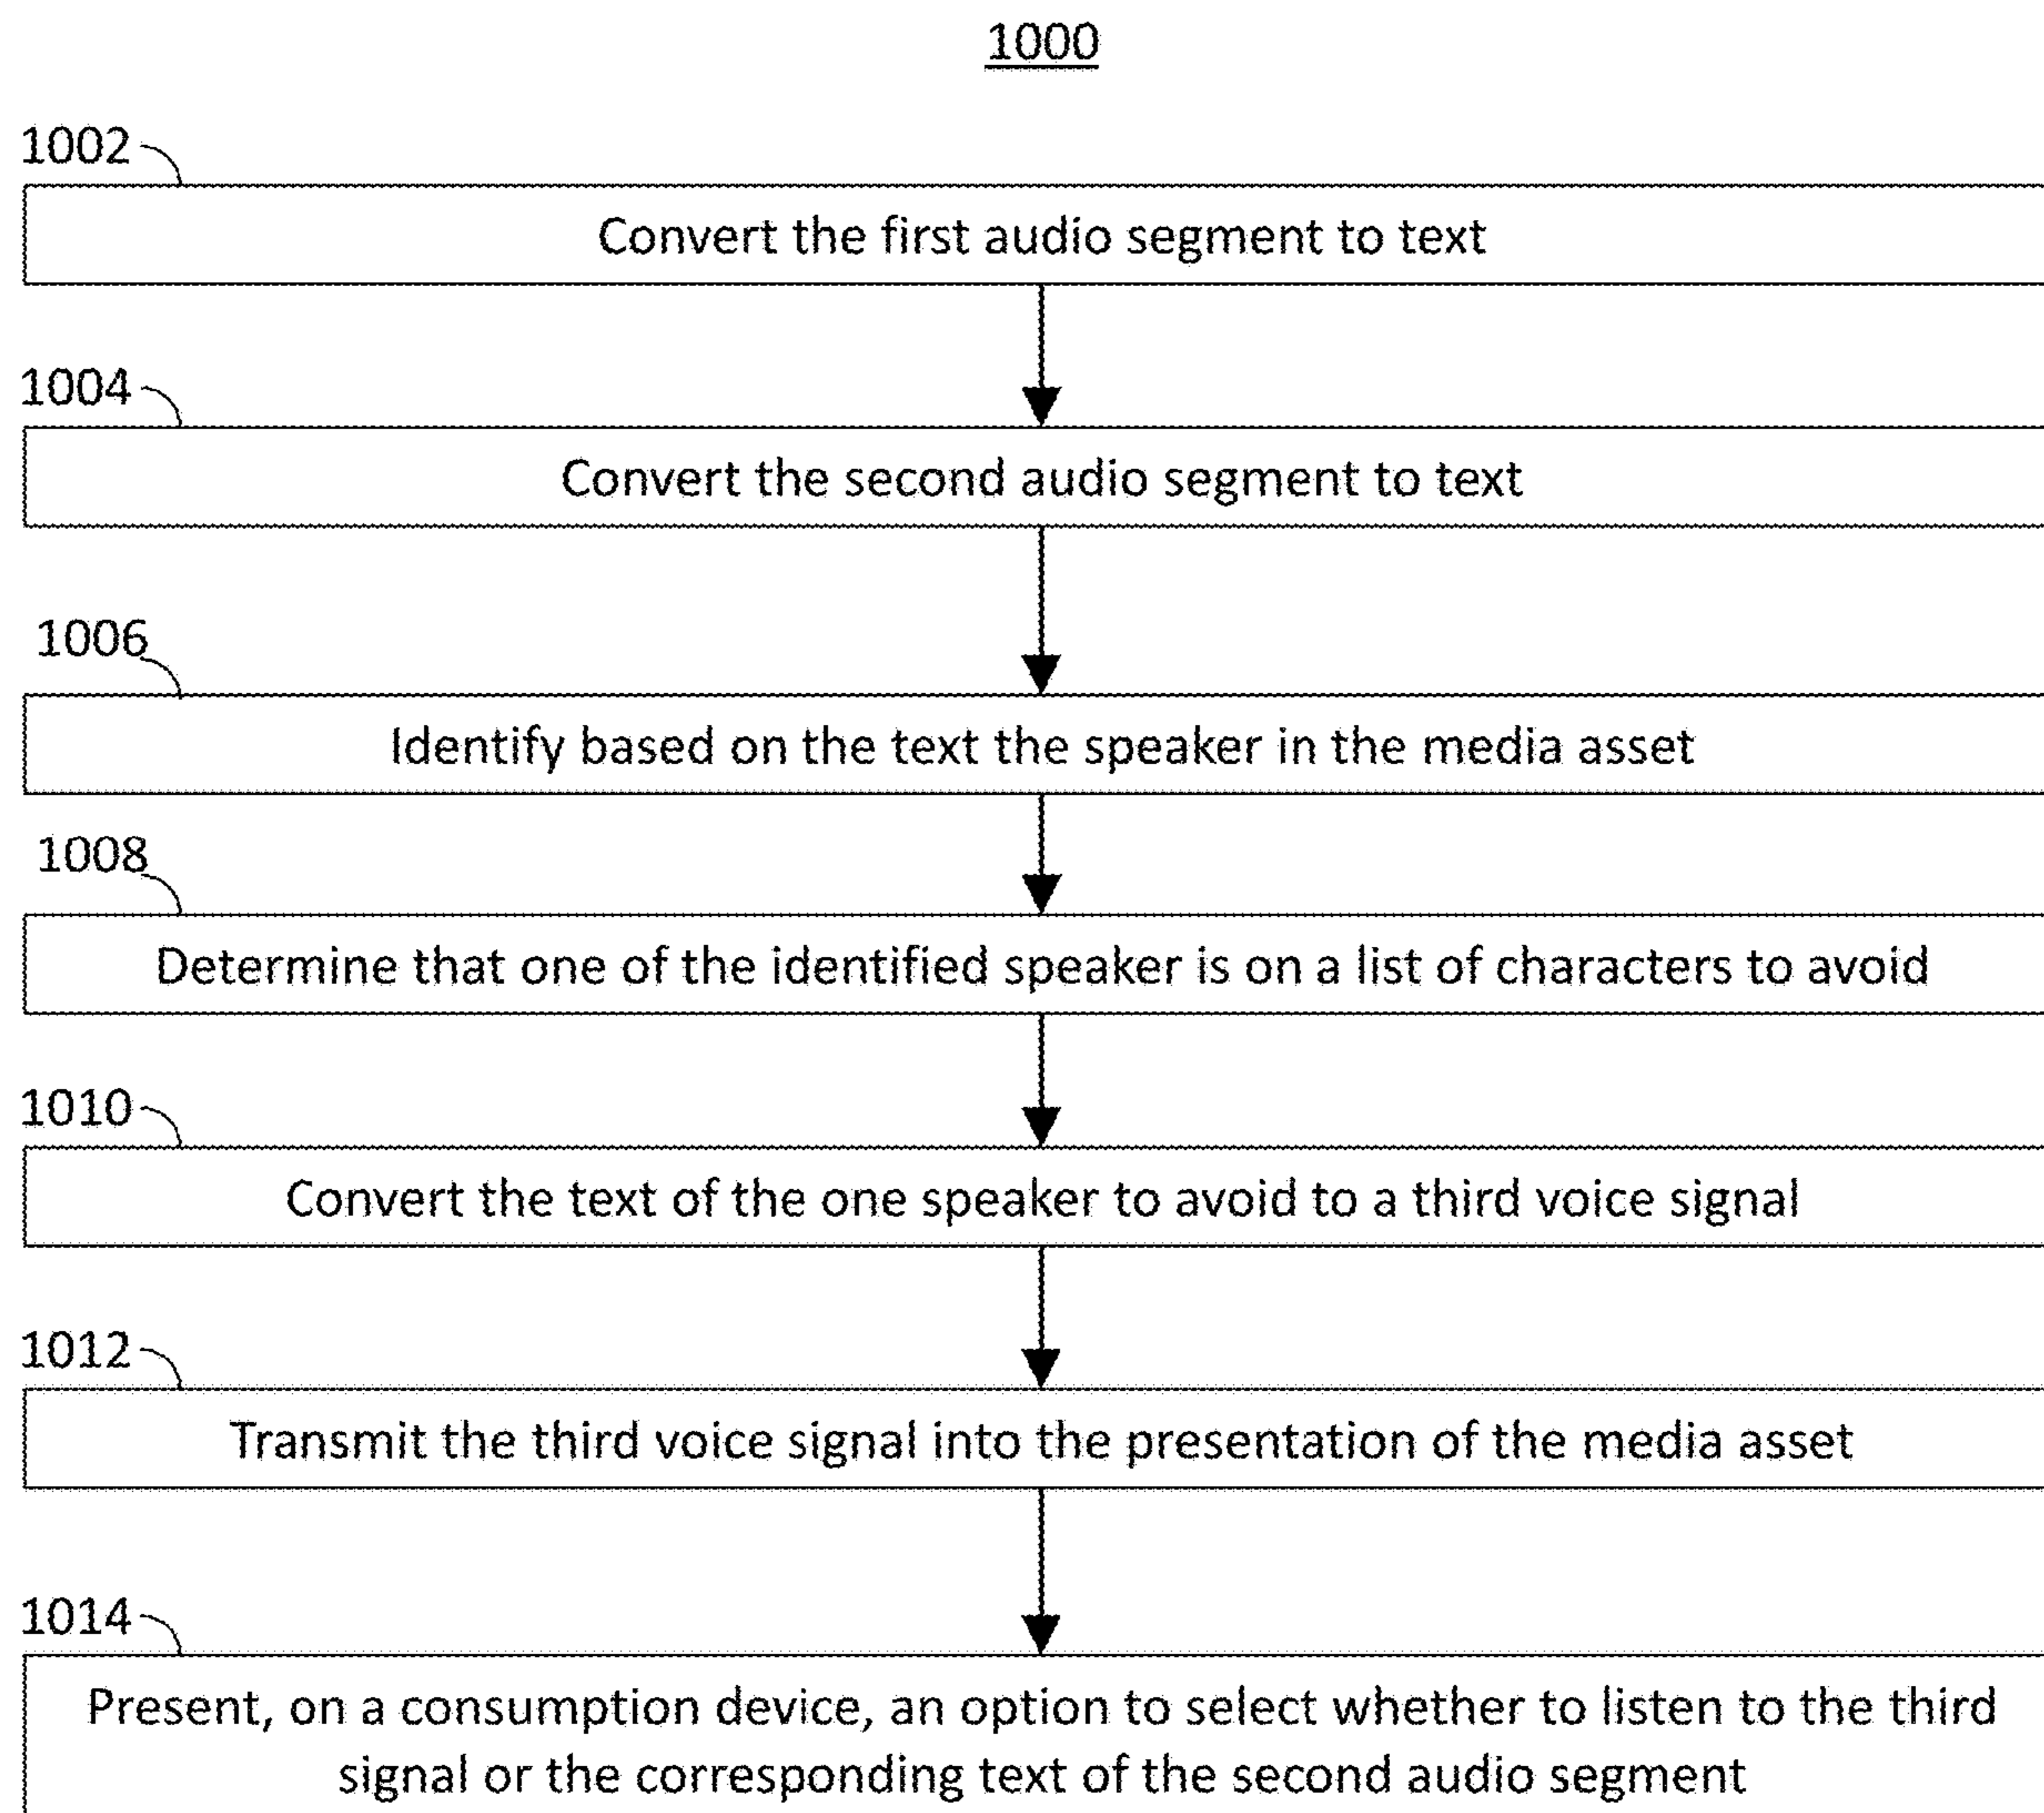 1000
1002
Convert the first audio segment to text
1004
Convert the second audio segment to text
1006
Identify based on the text the speaker in the media asset
1008
Determine that one of the identified speaker is on a list of characters to avoid
1010
Convert the text of the one speaker to avoid to a third voice signal
1012
Transmit the third voice signal into the presentation of the media asset
1014
Present, on a consumption device, an option to select whether to listen to the third
signal or the corresponding text of the second audio segment